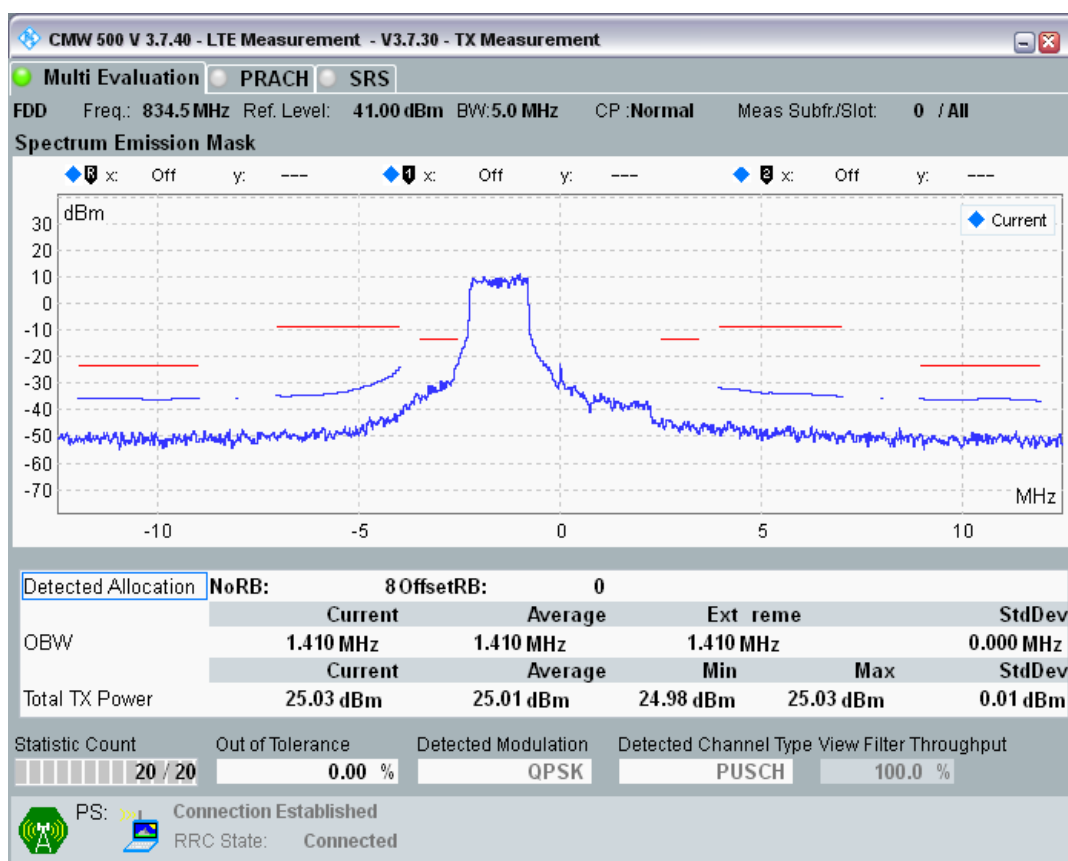 CMW 500 V 3.7.40 - LTE Measurement - V3.7.30 - TX Measurement
Multi Evaluation PRACH SRS
FDD Freq.: 834.5 MHz Ref. Level: 41.00 dBm BW:5.0 MHz CP :Normal Meas Subfr./Slot: 0 / All
Spectrum Emission Mask
R x: Off y: --- 1 x: Off y: --- 2 x: Off y: ---
dBm
Current
30
20
10
0
-10
-20
-30
-40
-50
-60
-70
MHz
-10 -5 0 5 10
Detected Allocation NoRB: 8 OffsetRB: 0
Current Average Ext reme StdDev
OBW 1.410 MHz 1.410 MHz 1.410 MHz 0.000 MHz
Current Average Min Max StdDev
Total TX Power 25.03 dBm 25.01 dBm 24.98 dBm 25.03 dBm 0.01 dBm
Statistic Count Out of Tolerance Detected Modulation Detected Channel Type View Filter Throughput
20 / 20 0.00 % QPSK PUSCH 100.0 %
PS: Connection Established
RRC State: Connected